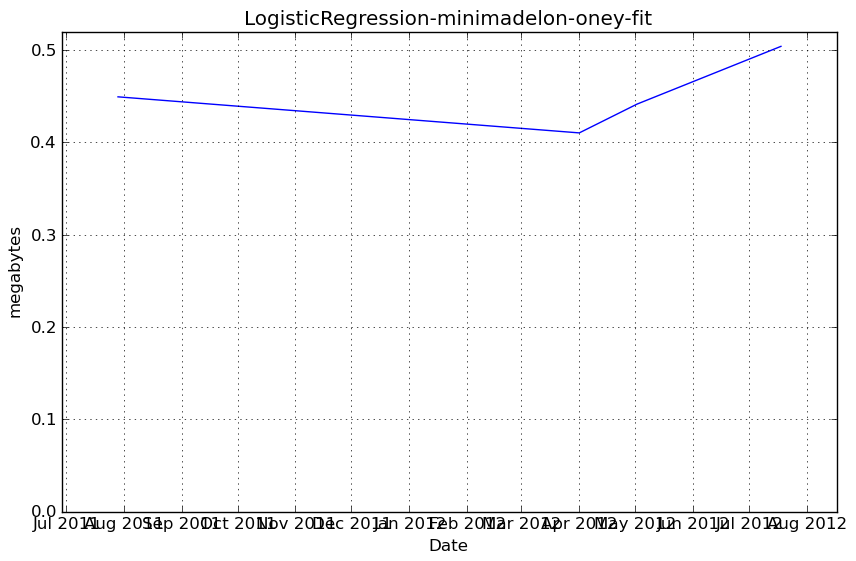 LogisticRegression-minimadelon-oney-fit
megabytes
0.5
0.4
0.3
0.2
0.1
0.0
Jul 2011 Aug 2011 Sep 2011 Oct 2011 Nov 2011 Dec 2011 Jan 2012 Feb 2012 Mar 2012 Apr 2012 May 2012 Jun 2012 Jul 2012 Aug 2012
Date